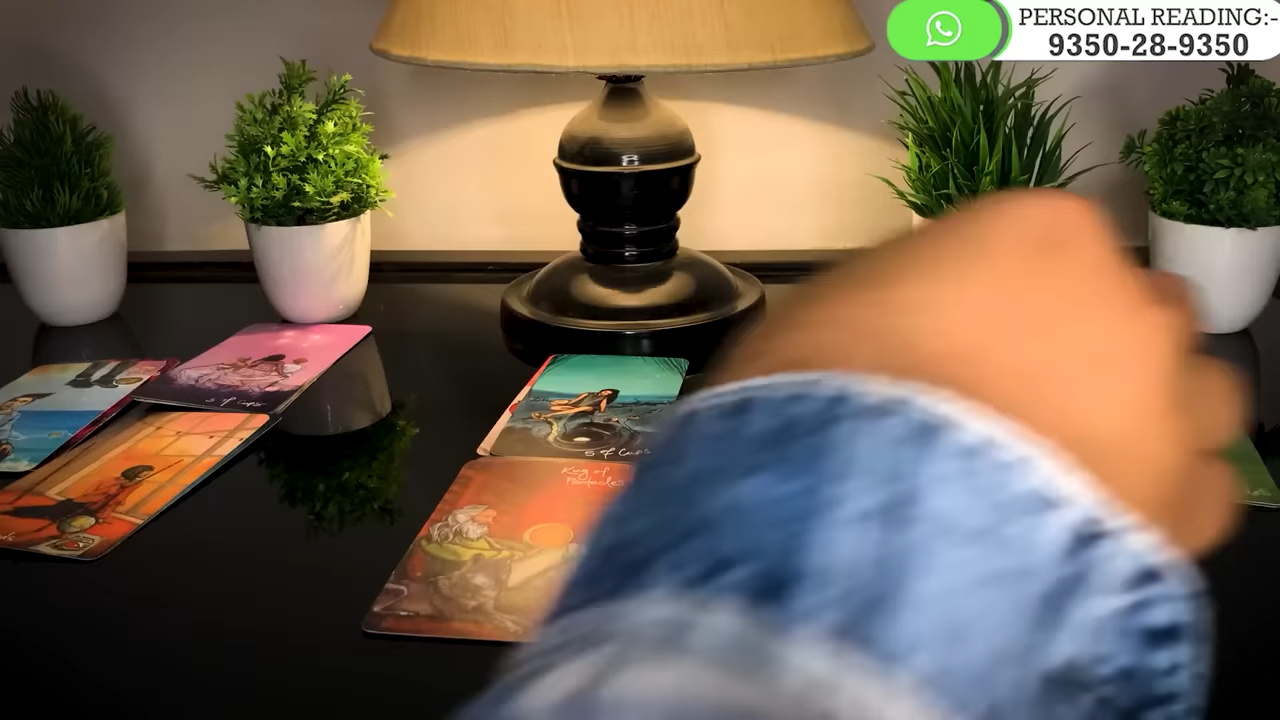 PERSONAL READING:-
9350-28-9350
5 of Cups
King of
Pentacles